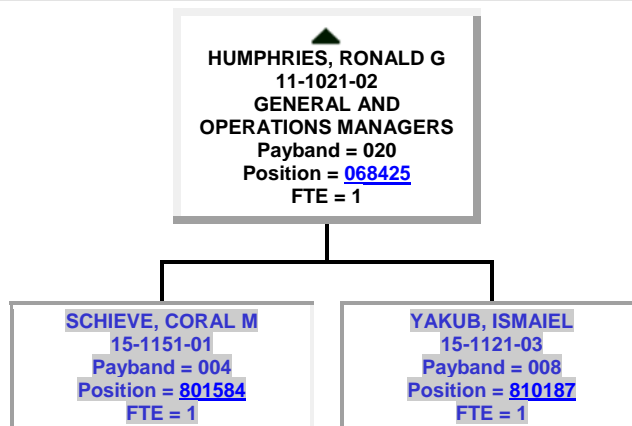 HUMPHRIES, RONALD G
11-1021-02
GENERAL AND
OPERATIONS MANAGERS
Payband = 020
Position = 068425
FTE = 1
SCHIEVE, CORAL M
15-1151-01
Payband = 004
Position = 801584
FTE = 1
YAKUB, ISMAIEL
15-1121-03
Payband = 008
Position = 810187
FTE = 1